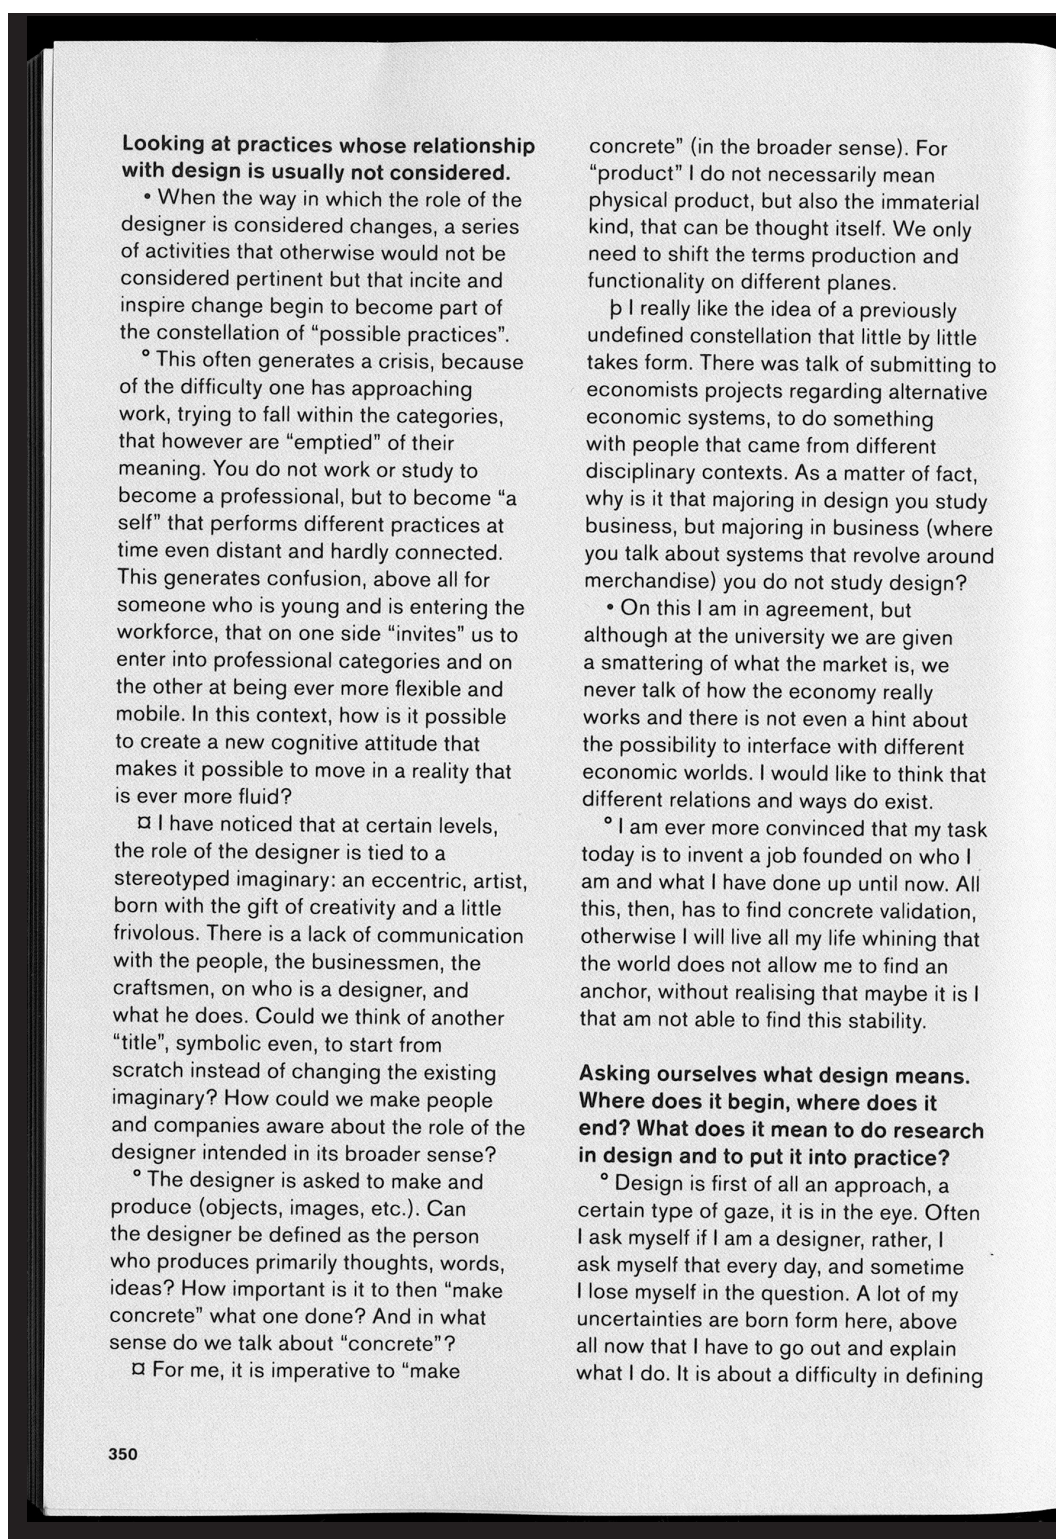 Looking at practices whose relationship
with design is usually not considered.
• When the way in which the role of the
designer is considered changes, a series
of activities that otherwise would not be
considered pertinent but that incite and
inspire change begin to become part of
the constellation of “possible practices”.
° This often generates a crisis, because
of the difficulty one has approaching
work, trying to fall within the categories,
that however are “emptied” of their
meaning. You do not work or study to
become a professional, but to become “a
self” that performs different practices at
time even distant and hardly connected.
This generates confusion, above all for
someone who is young and is entering the
workforce, that on one side “invites” us to
enter into professional categories and on
the other at being ever more flexible and
mobile. In this context, how is it possible
to create a new cognitive attitude that
makes it possible to move in a reality that
is ever more fluid?
¤ I have noticed that at certain levels,
the role of the designer is tied to a
stereotyped imaginary: an eccentric, artist,
born with the gift of creativity and a little
frivolous. There is a lack of communication
with the people, the businessmen, the
craftsmen, on who is a designer, and
what he does. Could we think of another
“title”, symbolic even, to start from
scratch instead of changing the existing
imaginary? How could we make people
and companies aware about the role of the
designer intended in its broader sense?
° The designer is asked to make and
produce (objects, images, etc.). Can
the designer be defined as the person
who produces primarily thoughts, words,
ideas? How important is it to then “make
concrete” what one done? And in what
sense do we talk about “concrete”?
¤ For me, it is imperative to “make
concrete” (in the broader sense). For
“product” I do not necessarily mean
physical product, but also the immaterial
kind, that can be thought itself. We only
need to shift the terms production and
functionality on different planes.
þ I really like the idea of a previously
undefined constellation that little by little
takes form. There was talk of submitting to
economists projects regarding alternative
economic systems, to do something
with people that came from different
disciplinary contexts. As a matter of fact,
why is it that majoring in design you study
business, but majoring in business (where
you talk about systems that revolve around
merchandise) you do not study design?
• On this I am in agreement, but
although at the university we are given
a smattering of what the market is, we
never talk of how the economy really
works and there is not even a hint about
the possibility to interface with different
economic worlds. I would like to think that
different relations and ways do exist.
° I am ever more convinced that my task
today is to invent a job founded on who I
am and what I have done up until now. All
this, then, has to find concrete validation,
otherwise I will live all my life whining that
the world does not allow me to find an
anchor, without realising that maybe it is I
that am not able to find this stability.
Asking ourselves what design means.
Where does it begin, where does it
end? What does it mean to do research
in design and to put it into practice?
° Design is first of all an approach, a
certain type of gaze, it is in the eye. Often
I ask myself if I am a designer, rather, I
ask myself that every day, and sometime
I lose myself in the question. A lot of my
uncertainties are born form here, above
all now that I have to go out and explain
what I do. It is about a difficulty in defining
350